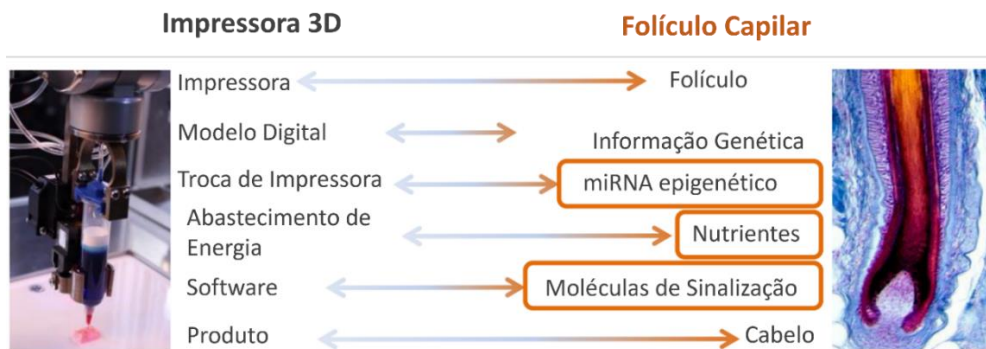 Impressora 3D
Folículo Capilar
Impressora
Folículo
Modelo Digital
Informação Genética
Troca de Impressora
miRNA epigenético
Abastecimento de
Energia
Nutrientes
Software
Moléculas de Sinalização
Produto
Cabelo